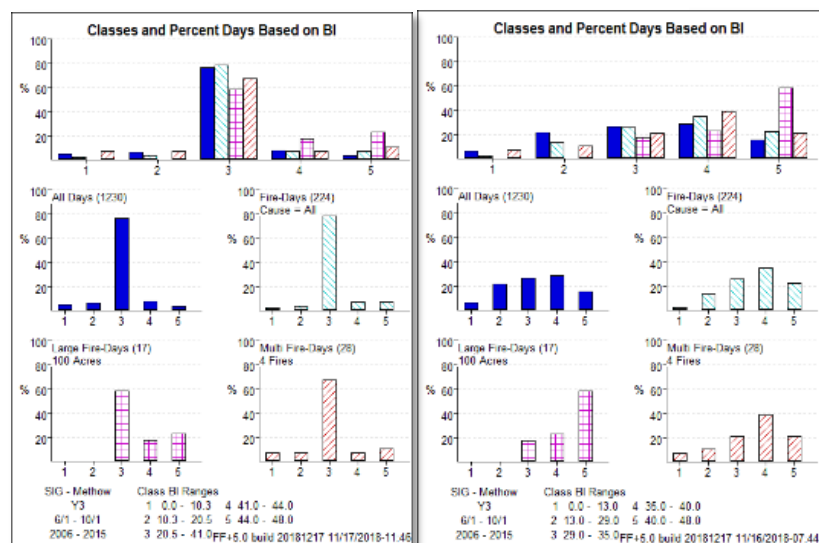 Classes and Percent Days Based on BI
100
80
%
60
40
20
1 2 3 4 5
All Days (1230)
100
80
%
60
40
20
1 2 3 4 5
Fire-Days (224)
Cause = All
100
80
60
40
20
1 2 3 4 5
Large Fire-Days (17)
100 Acres
100
80
%
60
40
20
1 2 3 4 5
Multi Fire-Days (28)
4 Fires
100
80
60
40
20
1 2 3 4 5
SIG - Methow Class BI Ranges
Y3 1 0.0 - 10.3 4 41.0 - 44.0
6/1 - 10/1 2 10.3 - 20.5 5 44.0 - 48.0
2006 - 2015 3 20.5 - 41.0 FF+5.0 build 20181217 11/17/2018-11.46
Classes and Percent Days Based on BI
100
80
%
60
40
20
1 2 3 4 5
All Days (1230)
100
80
%
60
40
20
1 2 3 4 5
Fire-Days (224)
Cause = All
100
80
60
40
20
1 2 3 4 5
Large Fire-Days (17)
100 Acres
100
80
%
60
40
20
1 2 3 4 5
Multi Fire-Days (28)
4 Fires
100
80
60
40
20
1 2 3 4 5
SIG - Methow Class BI Ranges
Y3 1 0.0 - 13.0 4 35.0 - 40.0
6/1 - 10/1 2 13.0 - 29.0 5 40.0 - 48.0
2006 - 2015 3 29.0 - 35.0 FF+5.0 build 20181217 11/16/2018-07.44